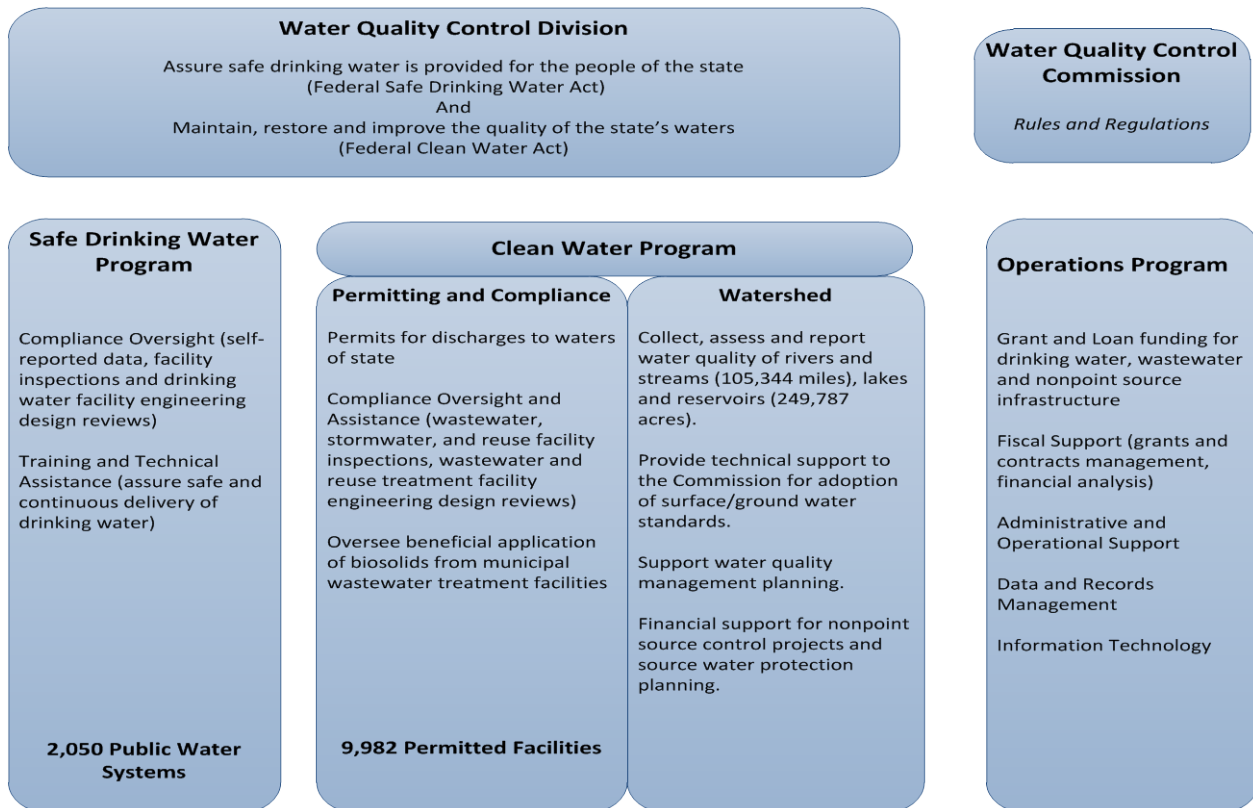 Water Quality Control Division
Assure safe drinking water is provided for the people of the state
(Federal Safe Drinking Water Act)
And
Maintain, restore and improve the quality of the state's waters
(Federal Clean Water Act)
Water Quality Control
Commission
Rules and Regulations
Safe Drinking Water
Program
Compliance Oversight (self-
reported data, facility
inspections and drinking
water facility engineering
design reviews)
Training and Technical
Assistance (assure safe and
continuous delivery of
drinking water)
2,050 Public Water
Systems
Clean Water Program
Permitting and Compliance
Permits for discharges to waters
of state
Compliance Oversight and
Assistance (wastewater,
stormwater, and reuse facility
inspections, wastewater and
reuse treatment facility
engineering design reviews)
Oversee beneficial application
of biosolids from municipal
wastewater treatment facilities
9,982 Permitted Facilities
Watershed
Collect, assess and report
water quality of rivers and
streams (105,344 miles), lakes
and reservoirs (249,787
acres).
Provide technical support to
the Commission for adoption
of surface/ground water
standards.
Support water quality
management planning.
Financial support for nonpoint
source control projects and
source water protection
planning.
Operations Program
Grant and Loan funding for
drinking water, wastewater
and nonpoint source
infrastructure
Fiscal Support (grants and
contracts management,
financial analysis)
Administrative and
Operational Support
Data and Records
Management
Information Technology